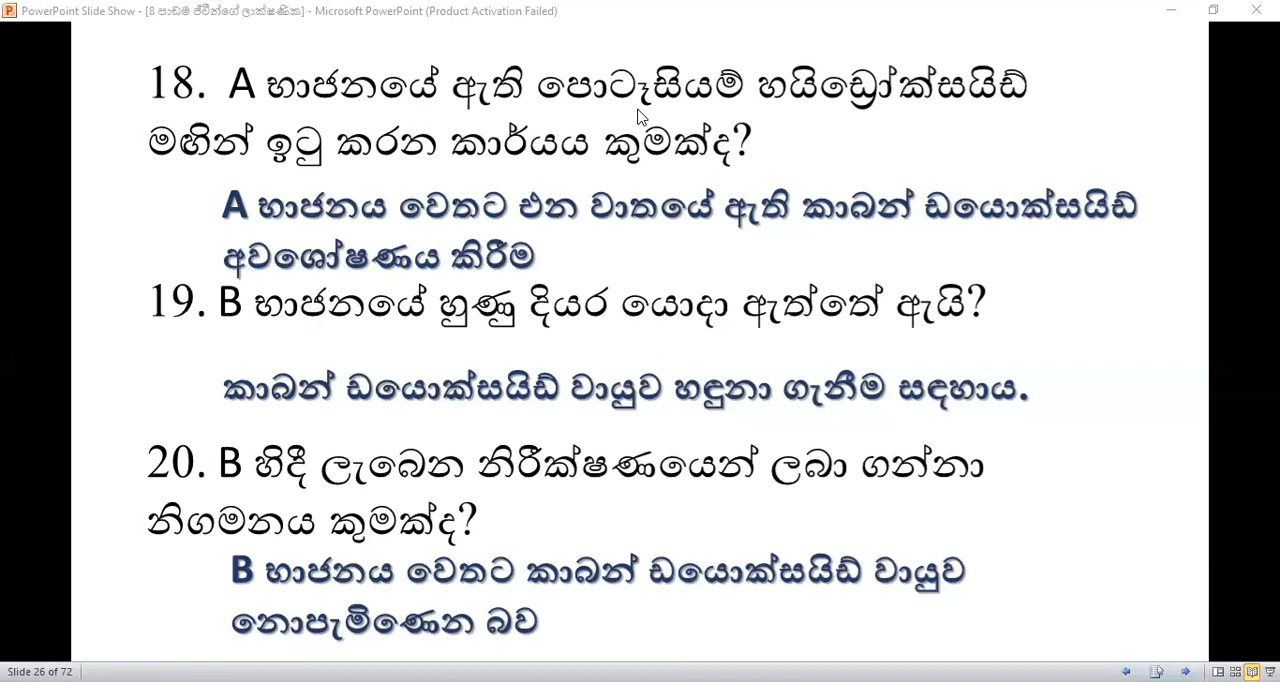 PowerPoint Slide Show - [8 පාඩම ජීවීන්ගේ ලාක්ෂණික] - Microsoft PowerPoint (Product Activation Failed)
18. A භාජනයේ ඇති පොටෑසියම් හයිඩ්‍රෝක්සයිඩ්
මඟින් ඉටු කරන කාර්යය කුමක්ද?
A භාජනය වෙතට එන වාතයේ ඇති කාබන් ඩයොක්සයිඩ්
අවශෝෂණය කිරීම
19. B භාජනයේ හුණු දියර යොදා ඇත්තේ ඇයි?
කාබන් ඩයොක්සයිඩ් වායුව හඳුනා ගැනීම සඳහාය.
20. B හිදී ලැබෙන නිරීක්ෂණයෙන් ලබා ගන්නා
නිගමනය කුමක්ද?
B භාජනය වෙතට කාබන් ඩයොක්සයිඩ් වායුව
නොපැමිණෙන බව
Slide 26 of 72